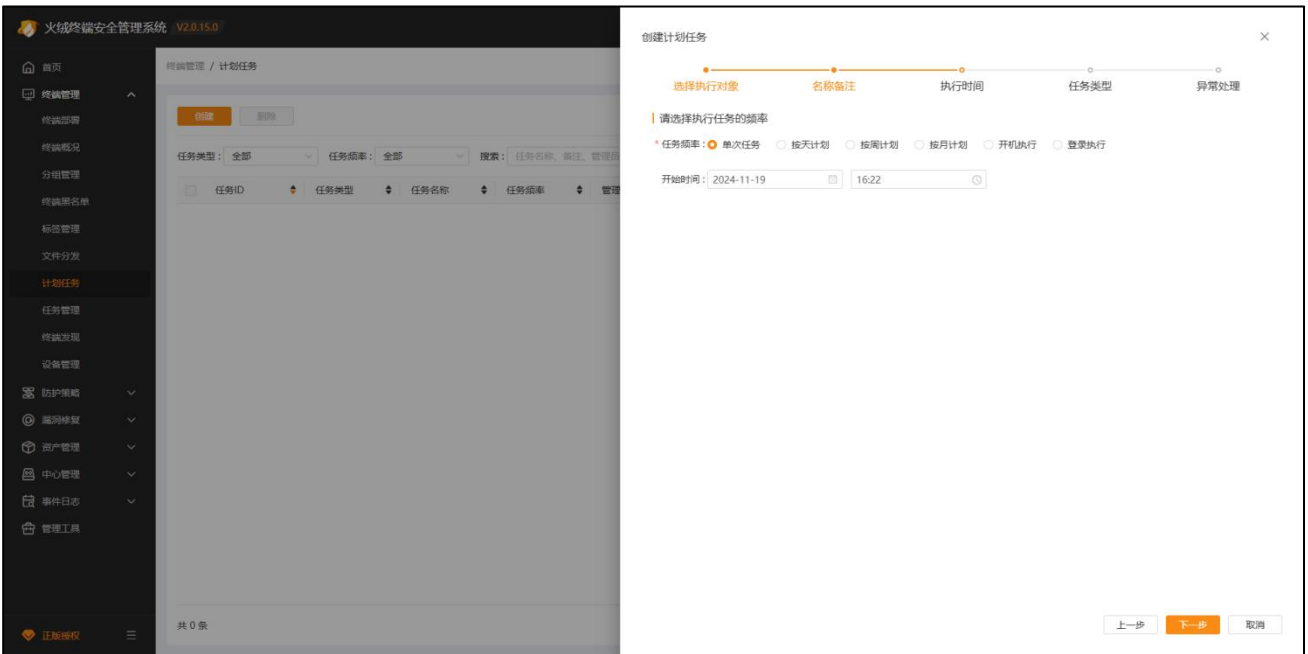 火绒终端安全管理系统 V2.0.15.0
首页
终端管理
终端部署
终端概况
分组管理
终端黑名单
标签管理
文件分发
计划任务
任务管理
终端发现
设备管理
防护策略
漏洞修复
资产管理
中心管理
事件日志
管理工具
正版授权
终端管理 / 计划任务
创建 删除
任务类型: 全部 任务频率: 全部 搜索: 任务名称、备注、管理员
任务ID 任务类型 任务名称 任务频率 管理
共 0 条
创建计划任务
选择执行对象 名称备注 执行时间 任务类型 异常处理
请选择执行任务的频率
* 任务频率: 单次任务 按天计划 按周计划 按月计划 开机执行 登录执行
开始时间: 2024-11-19 16:22
上一步 下一步 取消